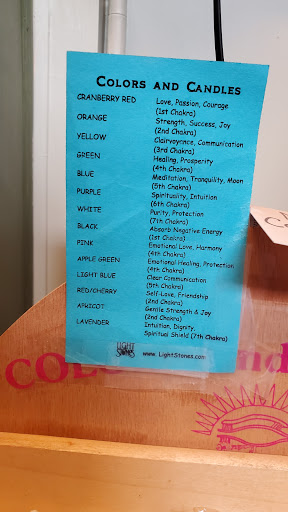 COLORS AND CANDLES
CRANBERRY RED Love, Passion, Courage
(1st Chakra)
ORANGE Strength, Success, Joy
(2nd Chakra)
YELLOW Clairvoyrnce, Communication
(3rd Chakra)
GREEN Healing, Prosperity
(4th Chakra)
BLUE Meditation, Tranquility, Moon
(5th Chakra)
PURPLE Spirituality, Intuition
(6th Chakra)
WHITE Purity, Protection
(7th Chakra)
BLACK Absorb Negative Energy
(1st Chakra)
PINK Emotional Love, Harmony
(4th Chakra)
APPLE GREEN Emotional Healing, Protection
(4th Chakra)
LIGHT BLUE Clear Communication
(5th Chakra)
RED/CHERRY Self-Love, Friendship
(2nd Chakra)
APRICOT Gentle Strength & Joy
(2nd Chakra)
LAVENDER Intuition, Dignity,
Spiritual Shield (7th Chakra)
LIGHT
STONES
www.LightStones.com